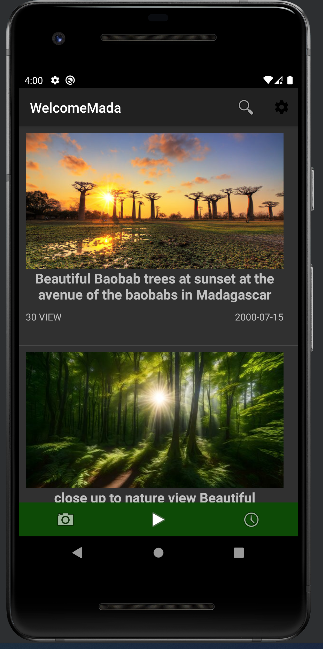 4:00
WelcomeMada
Beautiful Baobab trees at sunset at the
avenue of the baobabs in Madagascar
30 VIEW
2000-07-15
close up to nature view Beautiful